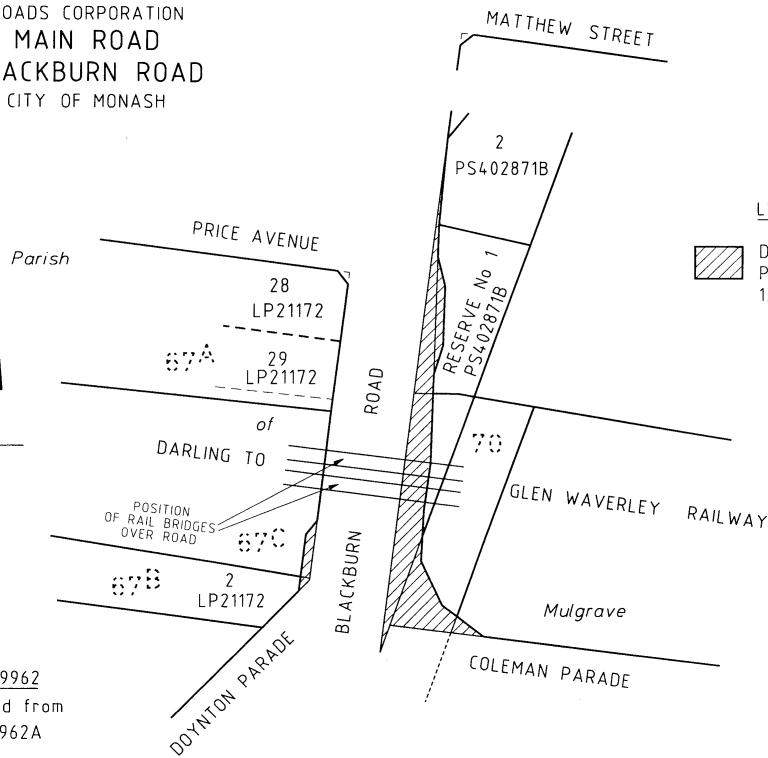 OADS CORPORATION
MAIN ROAD
ACKBURN ROAD
CITY OF MONASH
MATTHEW STREET
2
PS402871B
L
D
P
1
PRICE AVENUE
Parish
28
LP21172
RESERVE No 1
PS402871B
67A
29
LP21172
ROAD
of
DARLING TO
70
GLEN WAVERLEY RAILWAY
POSITION
OF RAIL BRIDGES
OVER ROAD
67C
BLACKBURN
67B
2
LP21172
Mulgrave
COLEMAN PARADE
DOYNTON PARADE
9962
d from
962A